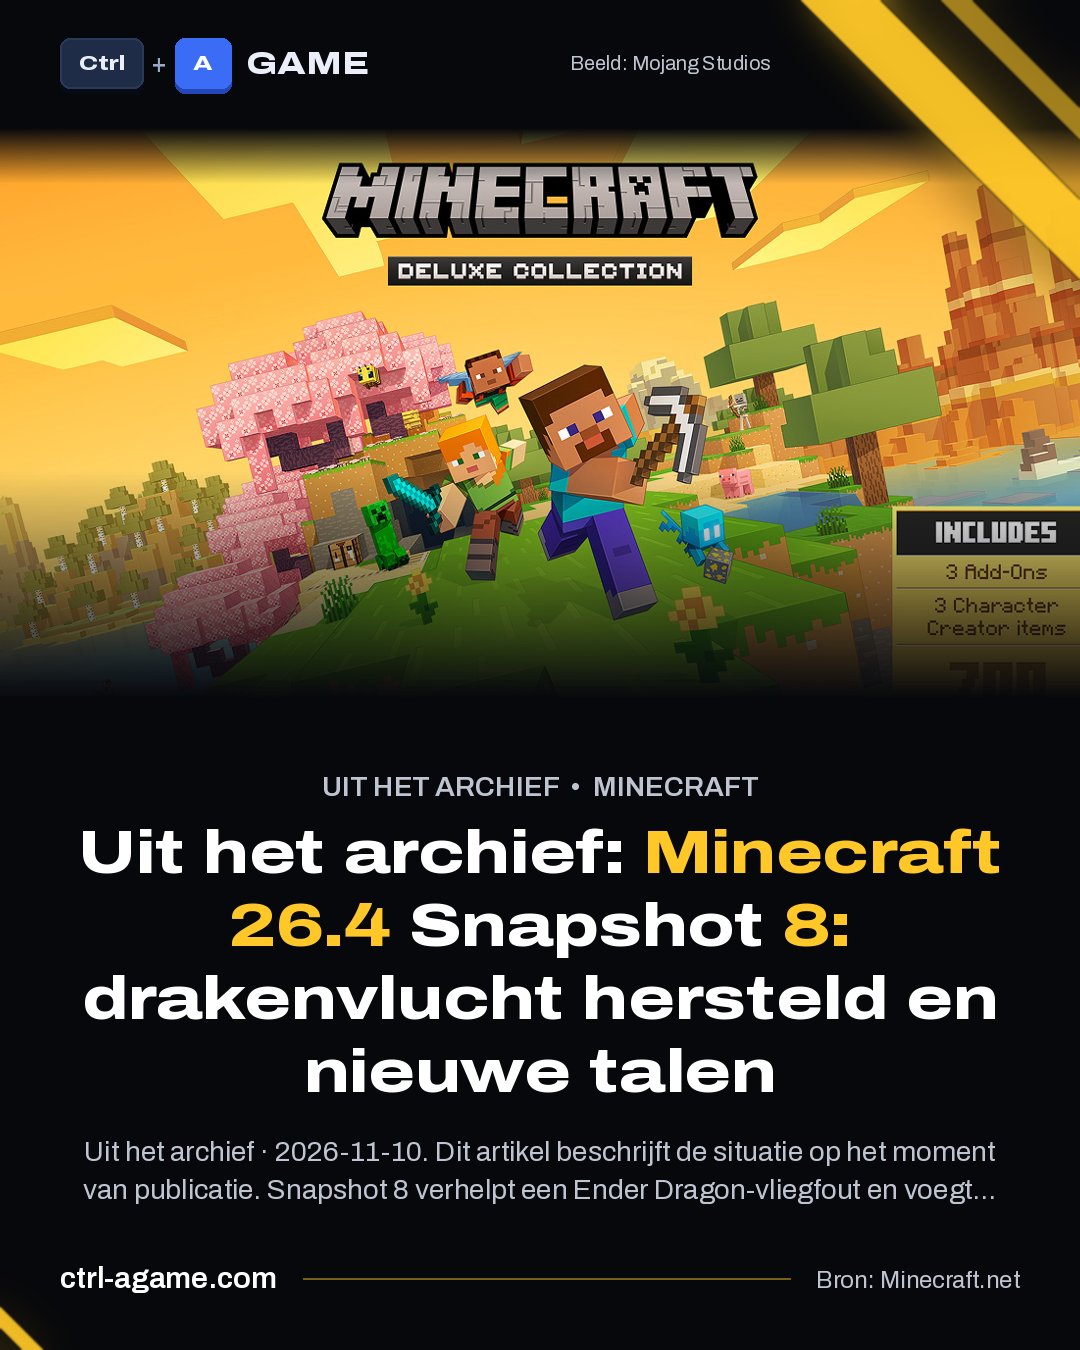 Ctrl + A GAME
Beeld: Mojang Studios
MINECRAFT
DELUXE COLLECTION
INCLUDES
3 Add-Ons
3 Character
Creator items
700
UIT HET ARCHIEF • MINECRAFT
Uit het archief: Minecraft
26.4 Snapshot 8:
drakenvlucht hersteld en
nieuwe talen
Uit het archief · 2026-11-10. Dit artikel beschrijft de situatie op het moment
van publicatie. Snapshot 8 verhelpt een Ender Dragon-vliegfout en voegt...
ctrl-agame.com
Bron: Minecraft.net